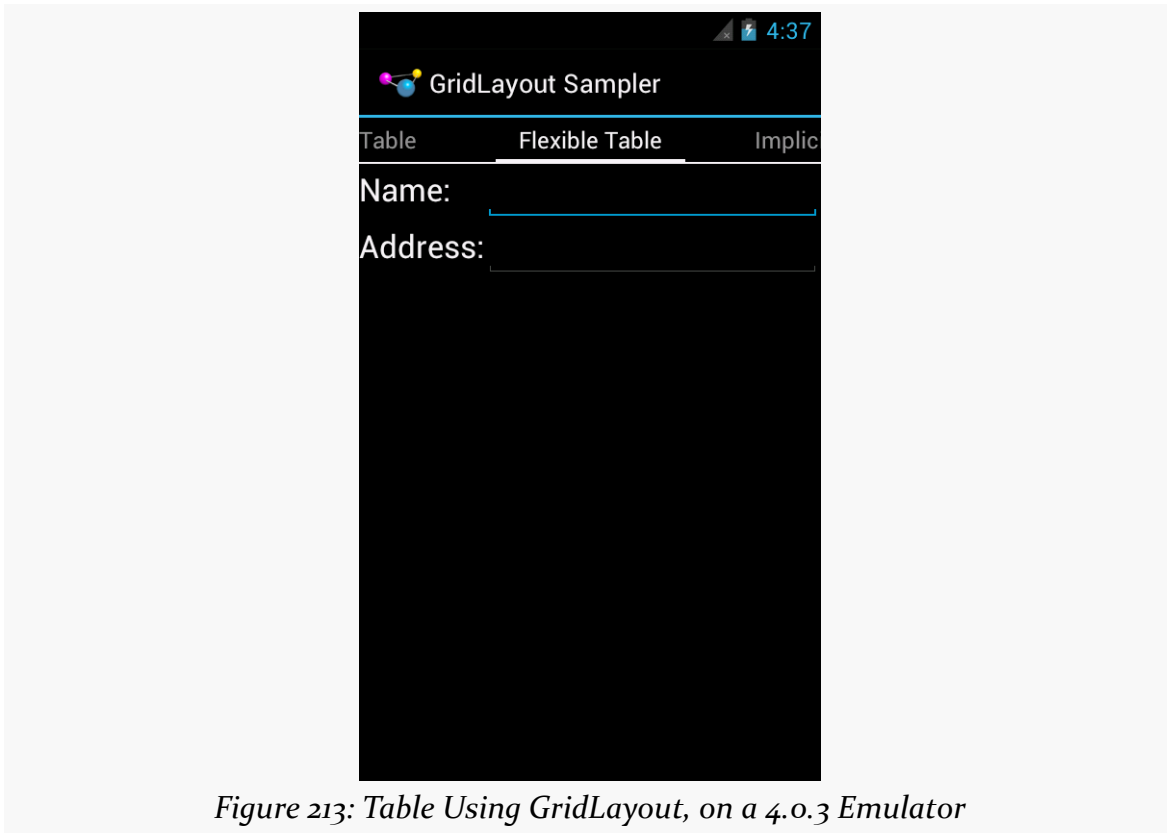 4:37
GridLayout Sampler
Table Flexible Table Implic
Name:
Address:
Figure 213: Table Using GridLayout, on a 4.0.3 Emulator